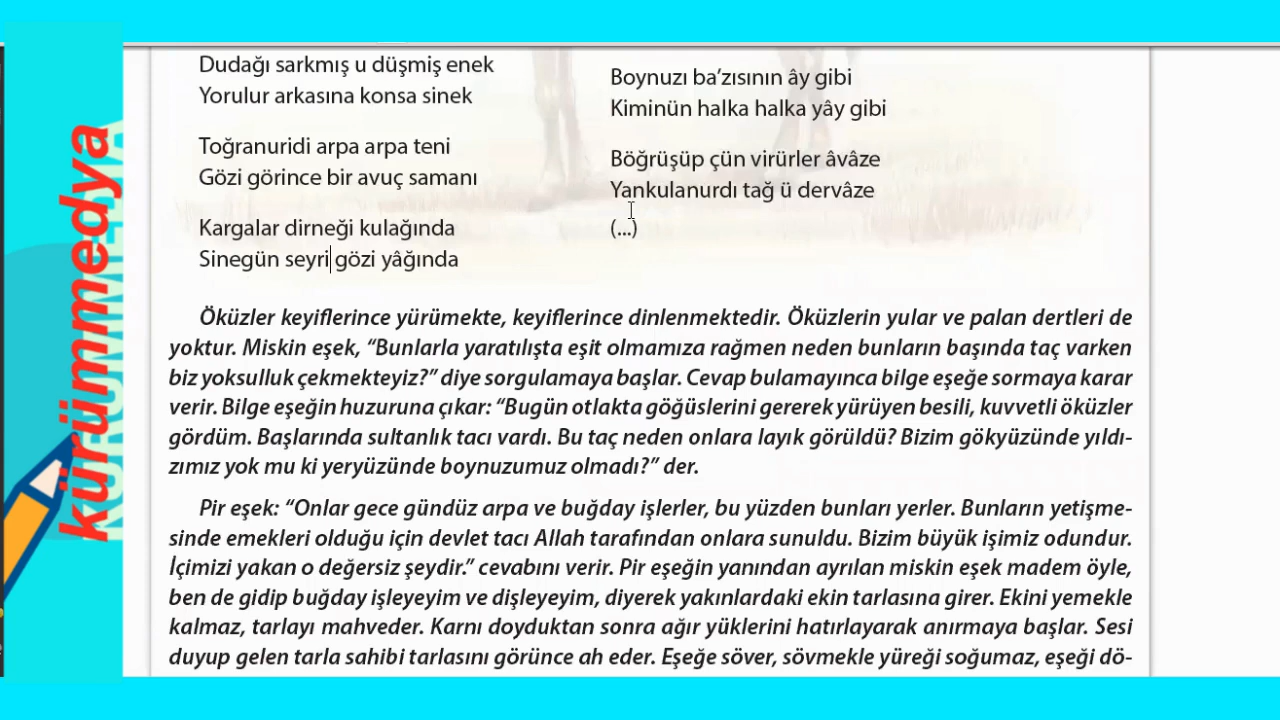 kürümmedya
Dudağı sarkmış u düşmiş enek
Yorulur arkasına konsa sinek
Toğranuridi arpa arpa teni
Gözi görince bir avuç samanı
Kargalar dirneği kulağında
Sinegün seyri gözi yâğında
Boynuzı ba’zısının ây gibi
Kiminün halka halka yây gibi
Böğrüşüp çün virürler âvâze
Yankulanurdı tağ ü dervâze
(...)
Öküzler keyiflerince yürümekte, keyiflerince dinlenmektedir. Öküzlerin yular ve palan dertleri de
yoktur. Miskin eşek, “Bunlarla yaratılışta eşit olmamıza rağmen neden bunların başında taç varken
biz yoksulluk çekmekteyiz?” diye sorgulamaya başlar. Cevap bulamayınca bilge eşeğe sormaya karar
verir. Bilge eşeğin huzuruna çıkar: “Bugün otlakta göğüslerini gererek yürüyen besili, kuvvetli öküzler
gördüm. Başlarında sultanlık tacı vardı. Bu taç neden onlara layık görüldü? Bizim gökyüzünde yıldı-
zımız yok mu ki yeryüzünde boynuzumuz olmadı?” der.
Pir eşek: “Onlar gece gündüz arpa ve buğday işlerler, bu yüzden bunları yerler. Bunların yetişme-
sinde emekleri olduğu için devlet tacı Allah tarafından onlara sunuldu. Bizim büyük işimiz odundur.
İçimizi yakan o değersiz şeydir.” cevabını verir. Pir eşeğin yanından ayrılan miskin eşek madem öyle,
ben de gidip buğday işleyeyim ve dişleyeyim, diyerek yakınlardaki ekin tarlasına girer. Ekini yemekle
kalmaz, tarlayı mahveder. Karnı doyduktan sonra ağır yüklerini hatırlayarak anırmaya başlar. Sesi
duyup gelen tarla sahibi tarlasını görünce ah eder. Eşeğe söver, sövmekle yüreği soğumaz, eşeği dö-